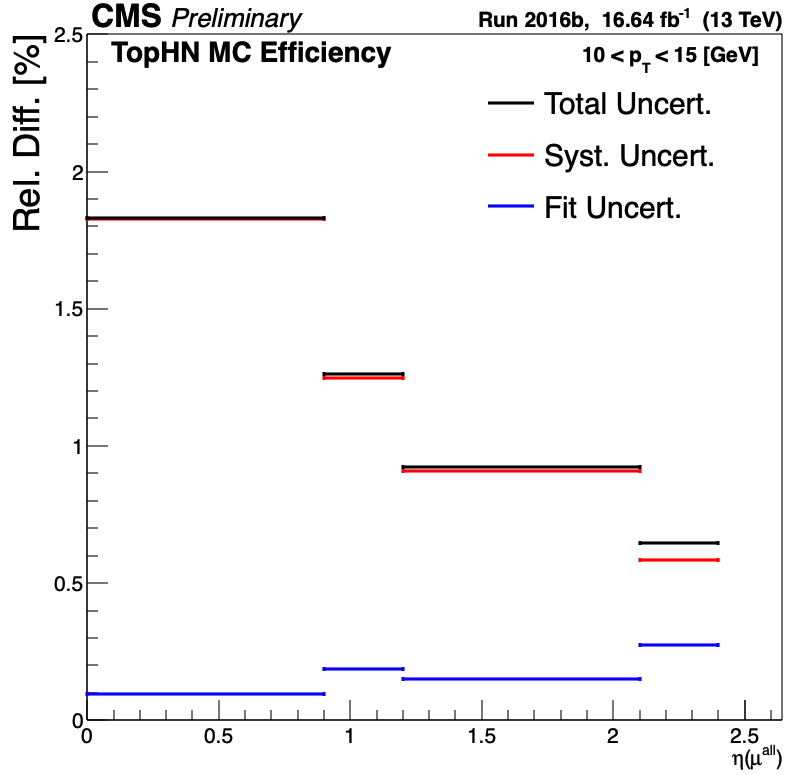 CMS Preliminary
Run 2016b, 16.64 fb⁻¹ (13 TeV)
TopHN MC Efficiency
10 < p_T < 15 [GeV]
Total Uncert.
Syst. Uncert.
Fit Uncert.
Rel. Diff. [%]
2.5
2
1.5
1
0.5
0
0 0.5 1 1.5 2 2.5
η(μ^all)